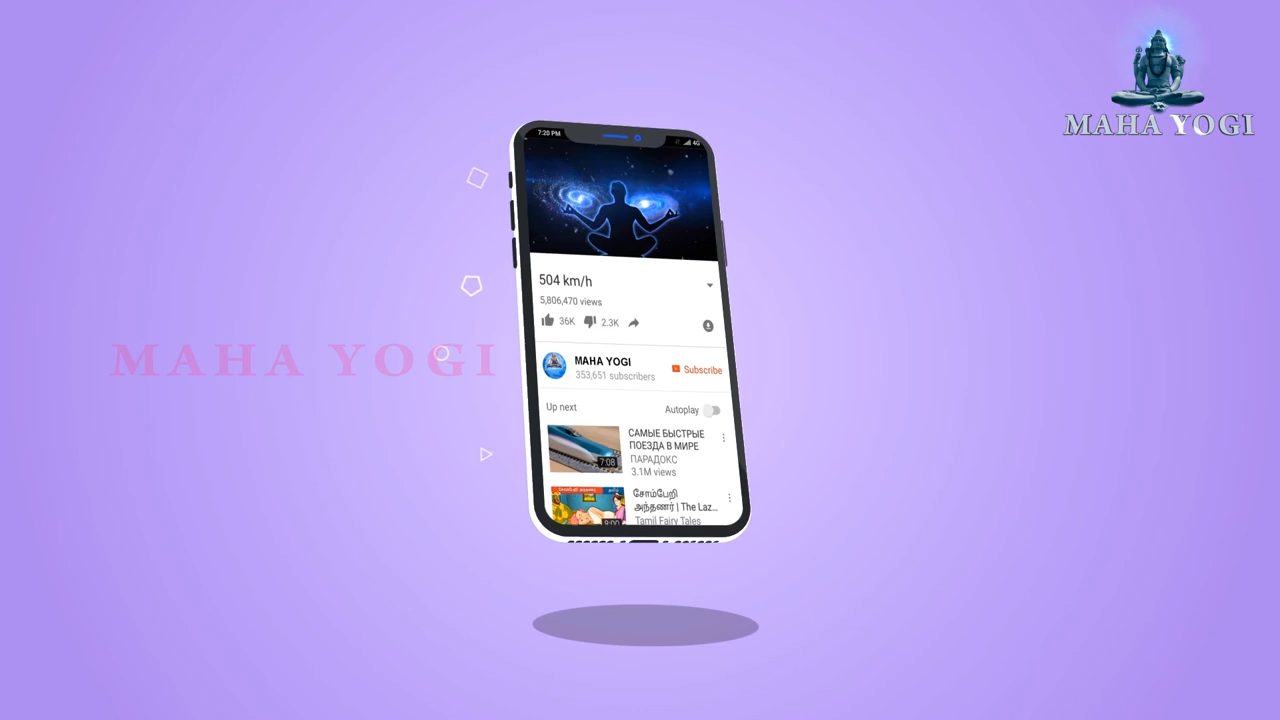 MAHA YOGI
7:20 PM
4G
504 km/h
5,806,470 views
36K
2.3K
MAHA YOGI
MAHA YOGI
353,651 subscribers
Subscribe
Up next
Autoplay
САМЫЕ БЫСТРЫЕ
ПОЕЗДА В МИРЕ
ПАРАДОКС
3.1M views
7:08
சோம்பேறி
அந்தணர் | The Laz...
Tamil Fairy Tales
8:00